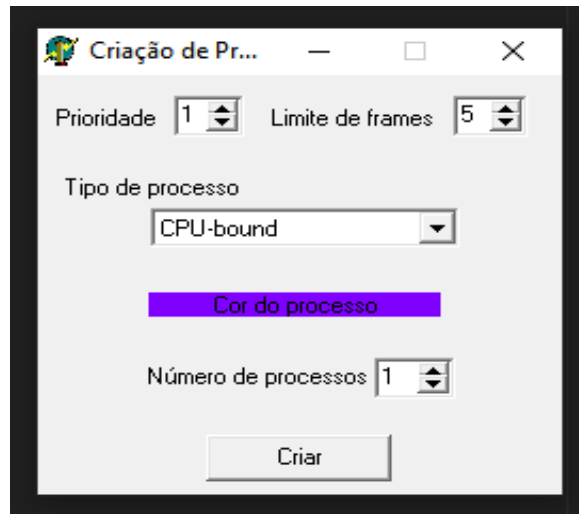 Criação de Pr...
Prioridade 1 Limite de frames 5
Tipo de processo
CPU-bound
Cor do processo
Número de processos 1
Criar